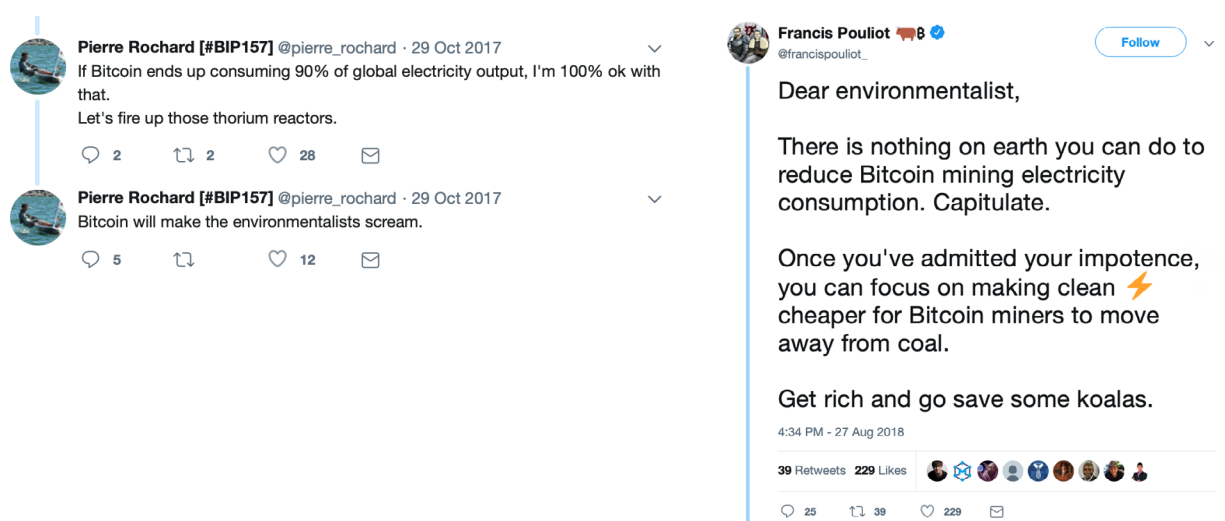 Pierre Rochard [#BIP157] @pierre_rochard · 29 Oct 2017
If Bitcoin ends up consuming 90% of global electricity output, I'm 100% ok with
that.
Let's fire up those thorium reactors.
2 2 28
Pierre Rochard [#BIP157] @pierre_rochard · 29 Oct 2017
Bitcoin will make the environmentalists scream.
5 12
Francis Pouliot 🐂₿
@francispouliot_
Follow
Dear environmentalist,
There is nothing on earth you can do to
reduce Bitcoin mining electricity
consumption. Capitulate.
Once you've admitted your impotence,
you can focus on making clean ⚡
cheaper for Bitcoin miners to move
away from coal.
Get rich and go save some koalas.
4:34 PM - 27 Aug 2018
39 Retweets 229 Likes
25 39 229